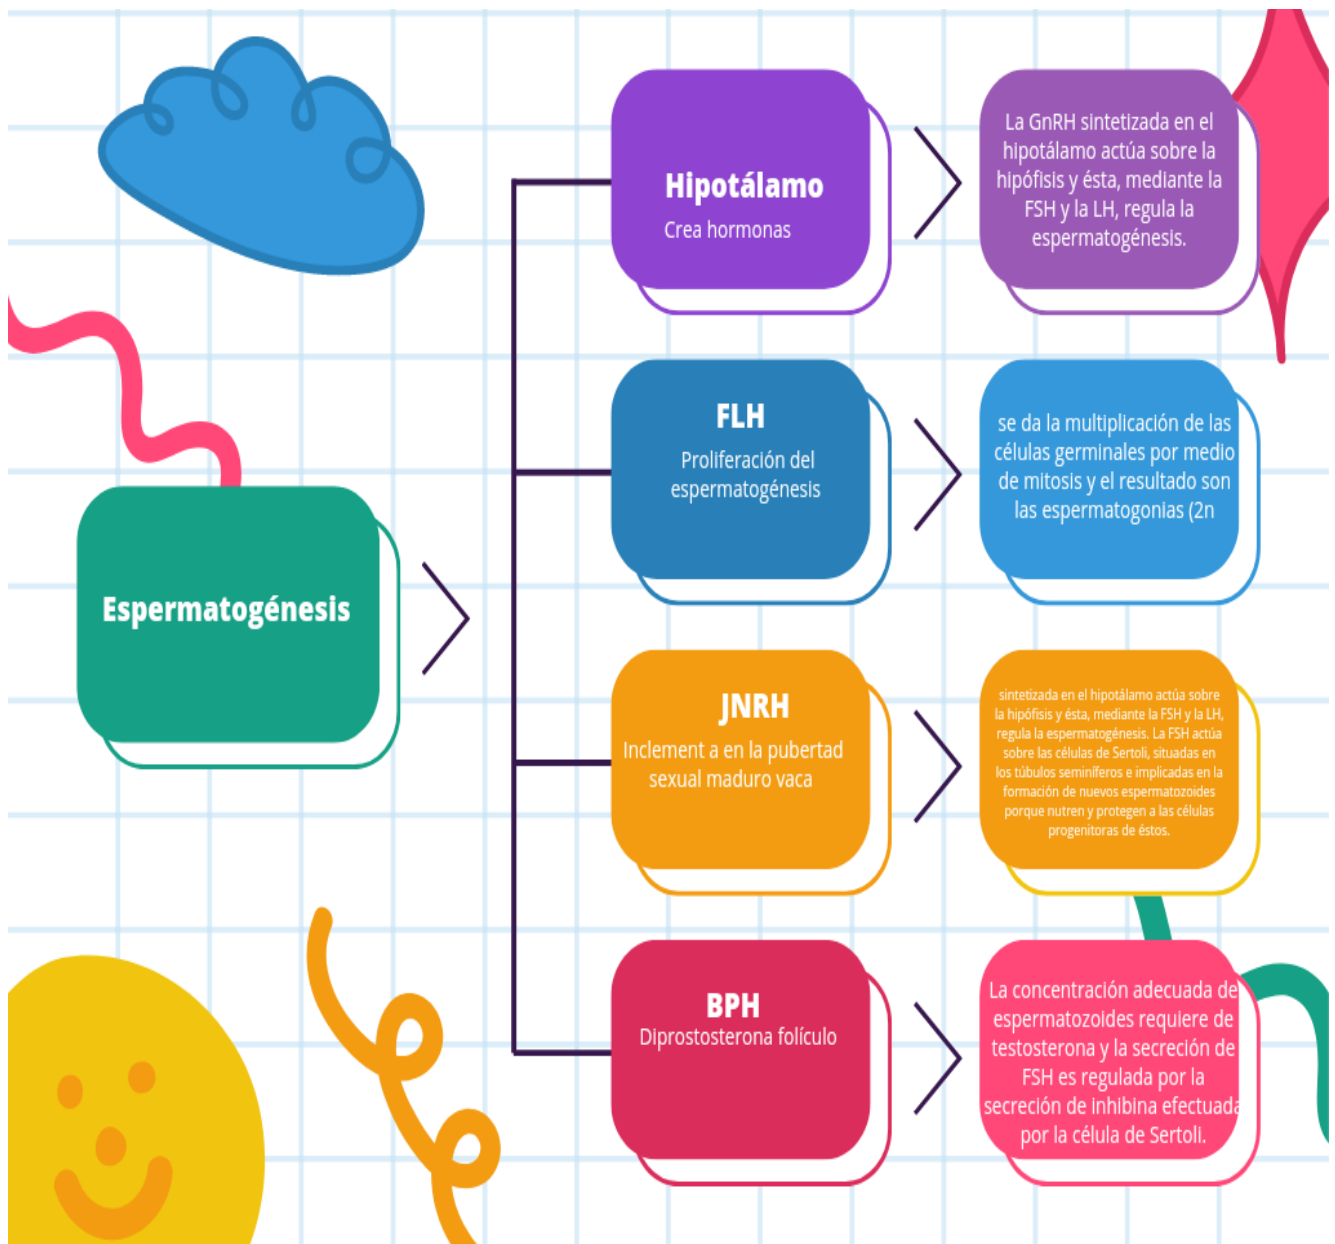 Espermatogénesis
Hipotálamo
Crea hormonas
La GnRH sintetizada en el
hipotálamo actúa sobre la
hipófisis y ésta, mediante la
FSH y la LH, regula la
espermatogénesis.
FLH
Proliferación del
espermatogénesis
se da la multiplicación de las
células germinales por medio
de mitosis y el resultado son
las espermatogonias (2n
JNRH
Inclement a en la pubertad
sexual maduro vaca
sintetizada en el hipotálamo actúa sobre
la hipófisis y ésta, mediante la FSH y la LH,
regula la espermatogénesis. La FSH actúa
sobre las células de Sertoli, situadas en
los túbulos seminíferos e implicadas en la
formación de nuevos espermatozoides
porque nutren y protegen a las células
progenitoras de éstos.
BPH
Diprostosterona folículo
La concentración adecuada de
espermatozoides requiere de
testosterona y la secreción de
FSH es regulada por la
secreción de inhibina efectuada
por la célula de Sertoli.